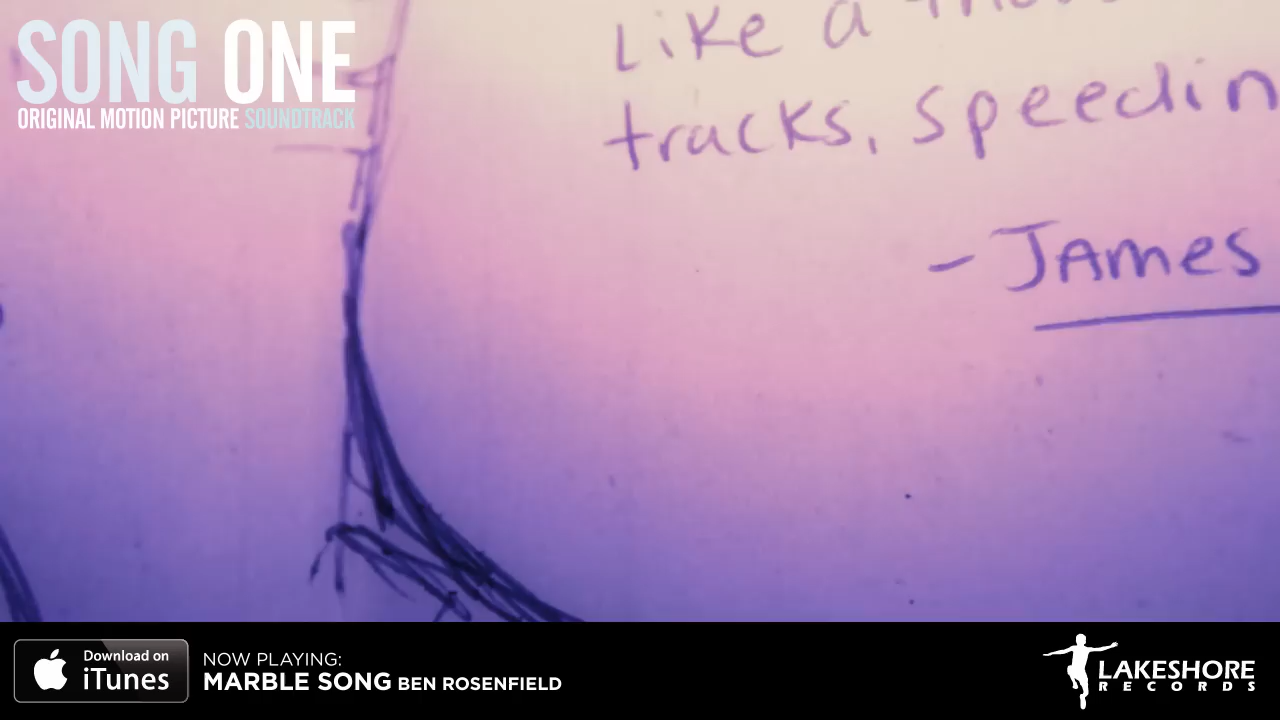 SONG ONE
ORIGINAL MOTION PICTURE SOUNDTRACK
Like a
tracks, speedin
- JAmes
Download on
iTunes
NOW PLAYING:
MARBLE SONG BEN ROSENFIELD
LAKESHORE
RECORDS